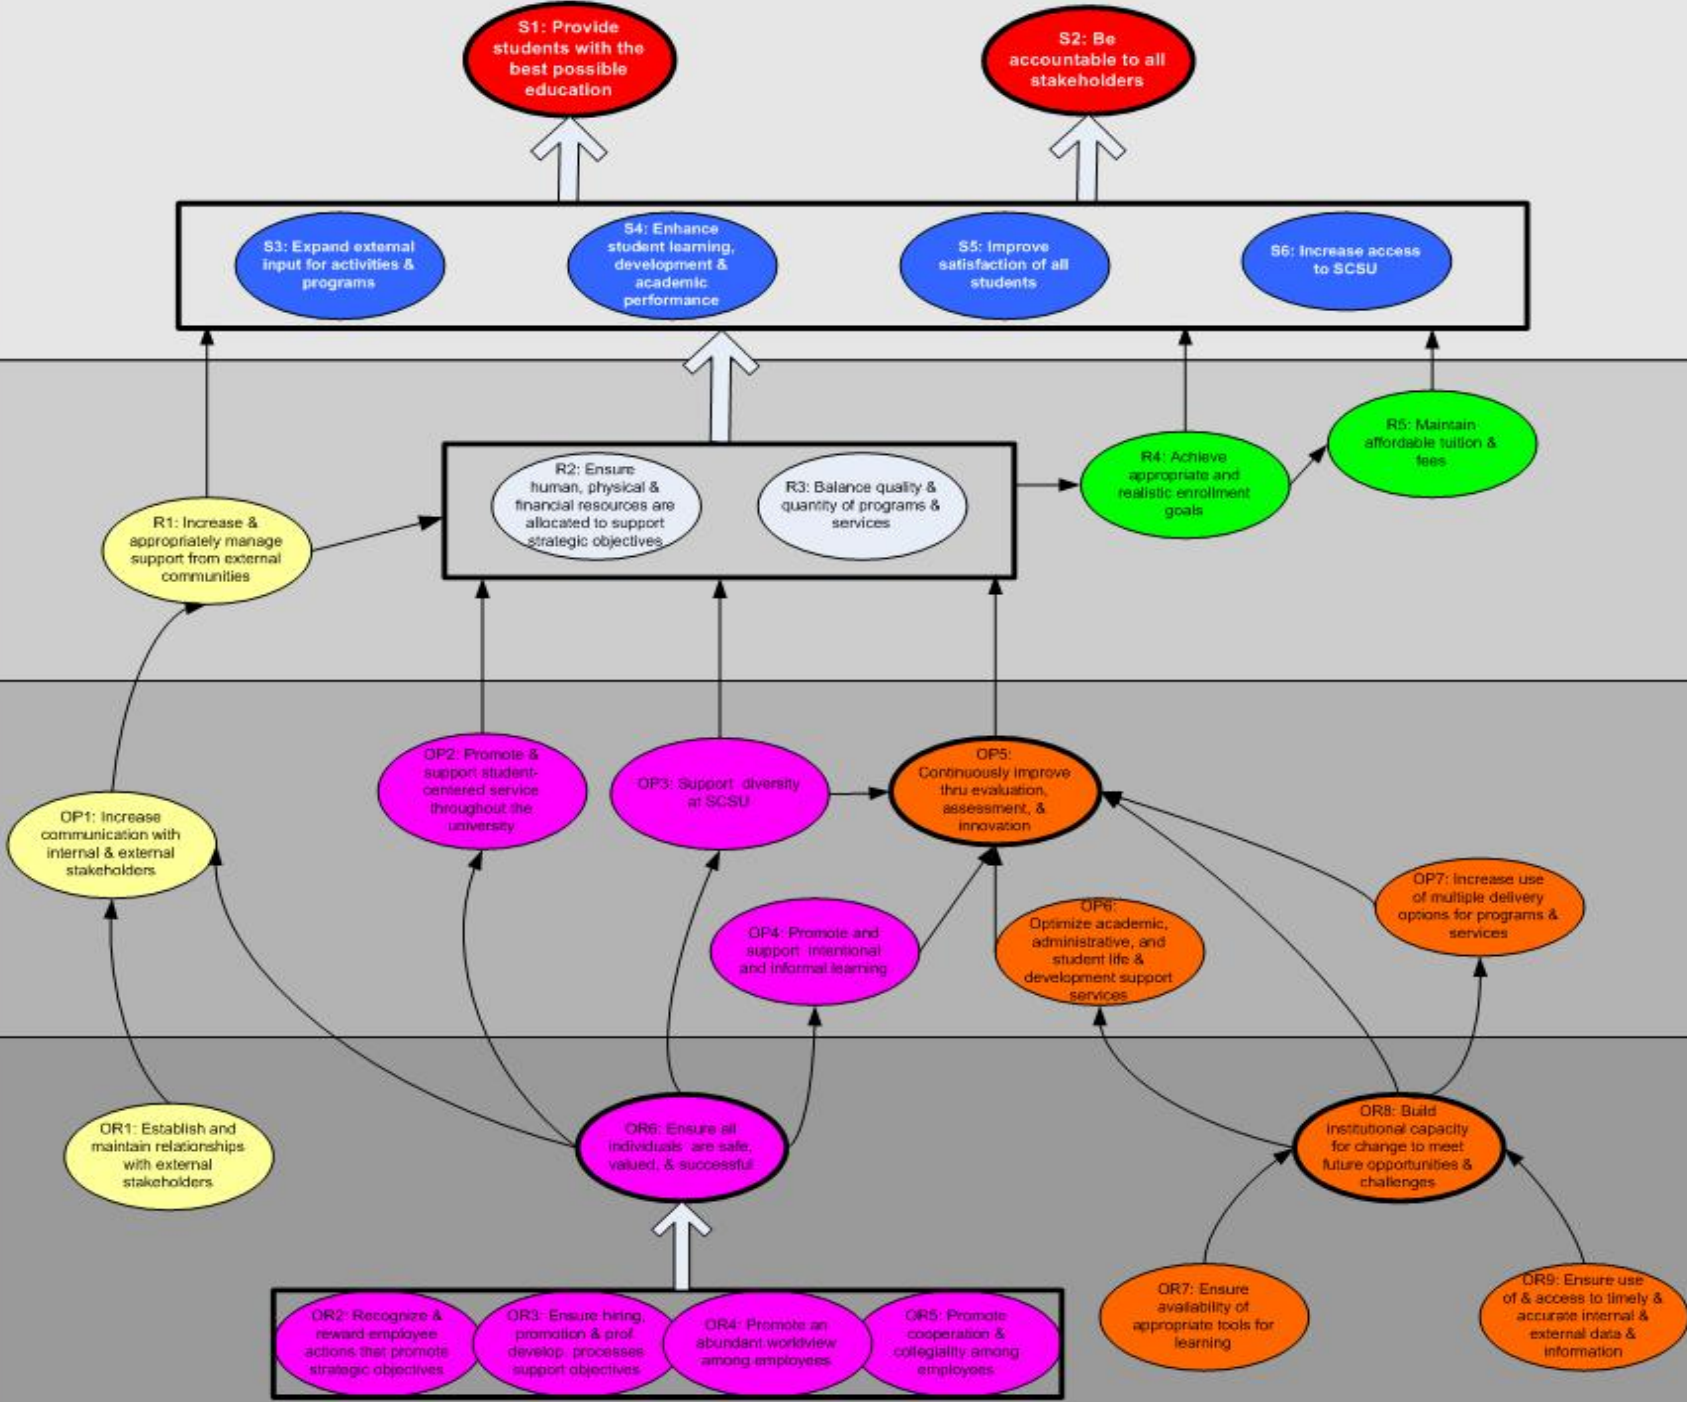 S1: Provide
students with the
best possible
education
S2: Be
accountable to all
stakeholders
S3: Expand external
input for activities &
programs
S4: Enhance
student learning,
development &
academic
performance
S5: Improve
satisfaction of all
students
S6: Increase access
to SCSU
R1: Increase &
appropriately manage
support from external
communities
R2: Ensure
human, physical &
financial resources are
allocated to support
strategic objectives
R3: Balance quality &
quantity of programs &
services
R4: Achieve
appropriate and
realistic enrollment
goals
R5: Maintain
affordable tuition &
fees
OP1: Increase
communication with
internal & external
stakeholders
OP2: Promote &
support student-
centered service
throughout the
university
OP3: Support diversity
at SCSU
OP5:
Continuously improve
thru evaluation,
assessment, &
innovation
OP4: Promote and
support intentional
and informal learning
OP6:
Optimize academic,
administrative, and
student life &
development support
services
OP7: Increase use
of multiple delivery
options for programs &
services
OR1: Establish and
maintain relationships
with external
stakeholders
OR6: Ensure all
individuals are safe,
valued, & successful
OR8: Build
institutional capacity
for change to meet
future opportunities &
challenges
OR2: Recognize &
reward employee
actions that promote
strategic objectives
OR3: Ensure hiring,
promotion & prof.
develop. processes
support objectives
OR4: Promote an
abundant worldview
among employees
OR5: Promote
cooperation &
collegiality among
employees
OR7: Ensure
availability of
appropriate tools for
learning
OR9: Ensure use
of & access to timely &
accurate internal &
external data &
information